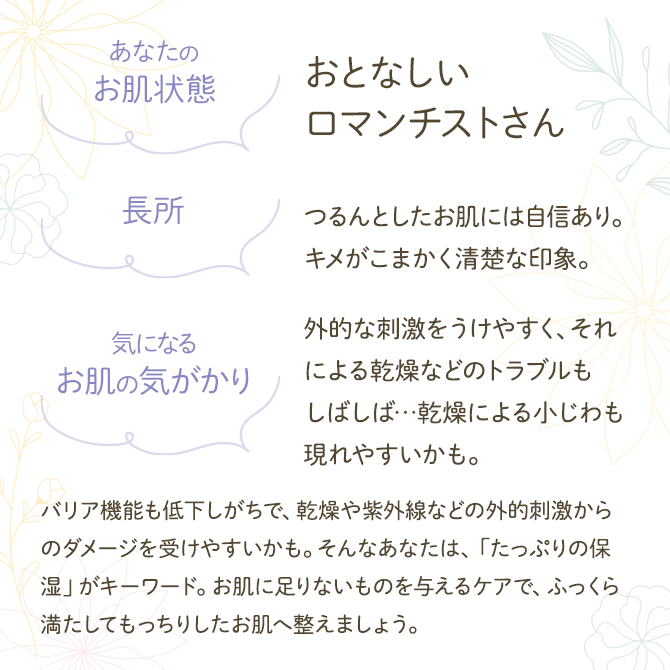 あなたの
お肌状態
おとなしい
ロマンチストさん
長所
つるんとしたお肌には自信あり。
キメがこまかく清楚な印象。
気になる
お肌の気がかり
外的な刺激をうけやすく、それ
による乾燥などのトラブルも
しばしば…乾燥による小じわも
現れやすいかも。
バリア機能も低下しがちで、乾燥や紫外線などの外的刺激から
のダメージを受けやすいかも。そんなあなたは、「たっぷりの保
湿」がキーワード。お肌に足りないものを与えるケアで、ふっくら
満たしてもっちりしたお肌へ整えましょう。